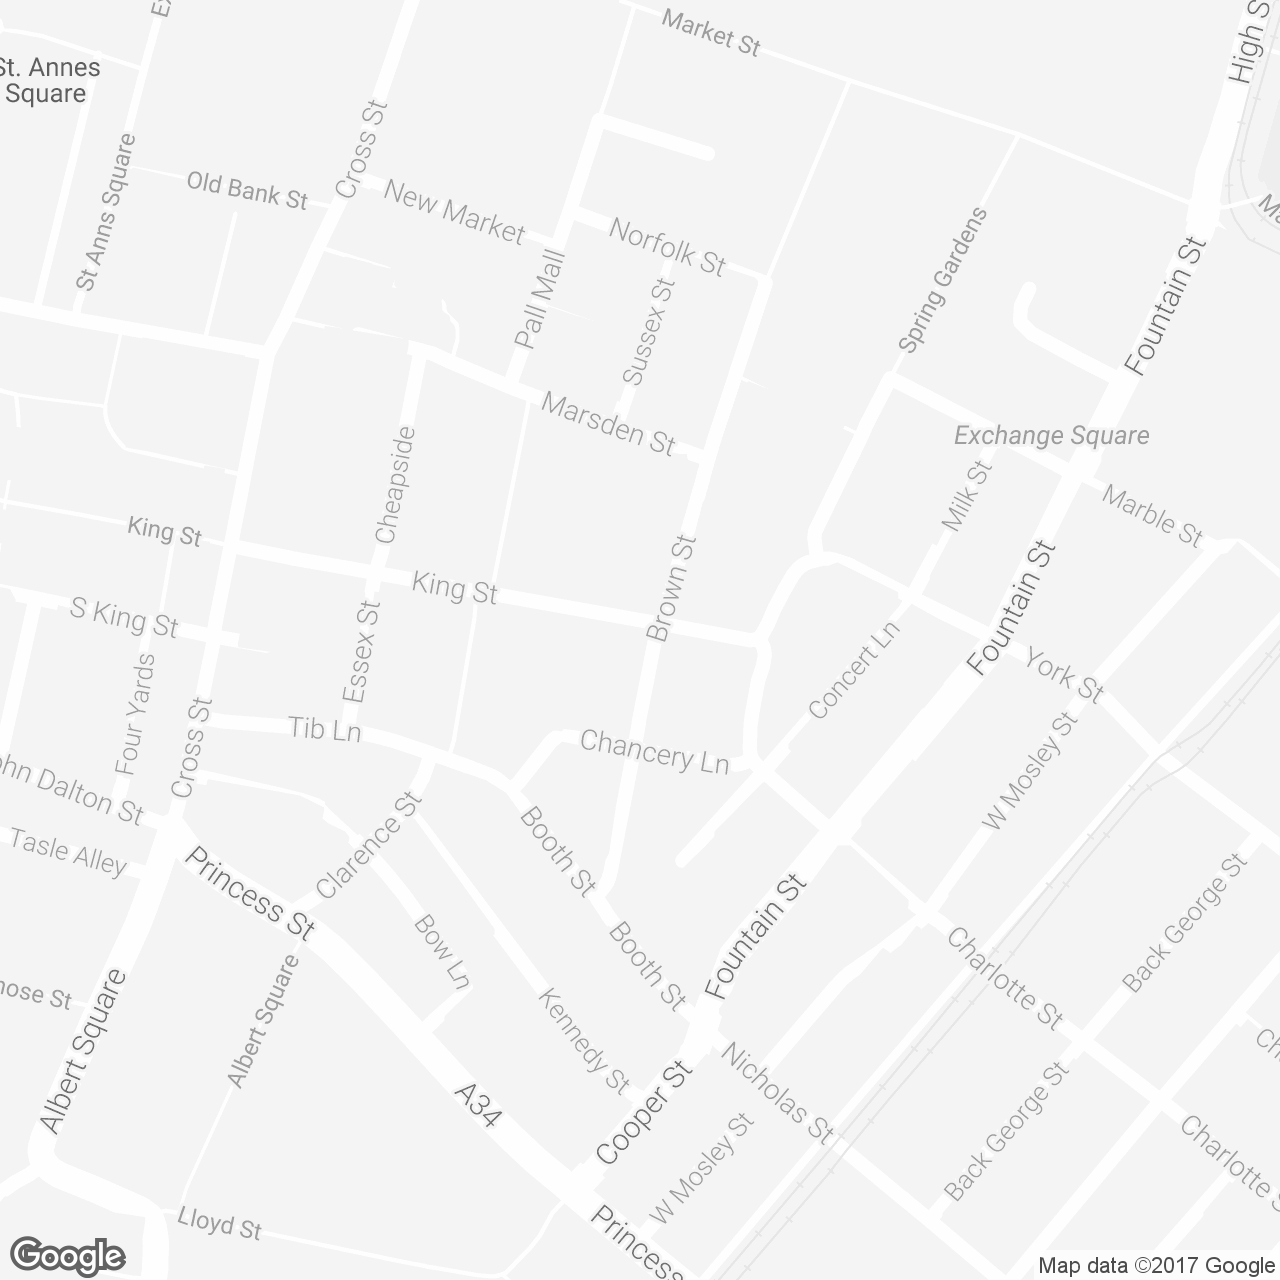 Market St
High S
St. Annes
Square
Cross St
St Anns Square
Old Bank St
New Market
Norfolk St
Spring Gardens
Fountain St
Pall Mall
Sussex St
Marsden St
Exchange Square
Cheapside
Milk St
Marble St
King St
King St
Brown St
Fountain St
S King St
Essex St
Concert Ln
York St
Four Yards
Cross St
Tib Ln
Chancery Ln
W Mosley St
ohn Dalton St
Clarence St
Tasle Alley
Booth St
Princess St
Fountain St
Back George St
Bow Ln
Booth St
Charlotte St
Albert Square
Albert Square
Kennedy St
A34
Cooper St
Nicholas St
Back George St
W Mosley St
Charlotte S
Lloyd St
Princess
Google
Map data ©2017 Google